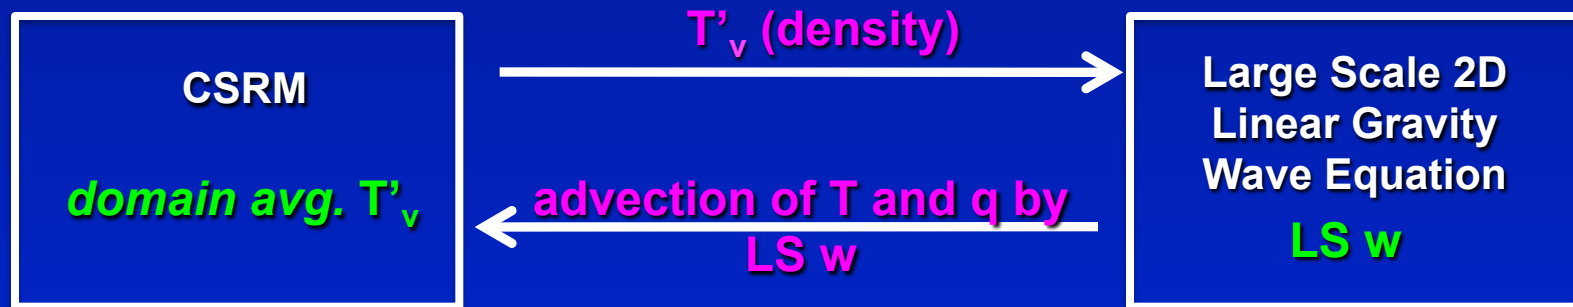 CSRM
domain avg. T’ᵥ
T’ᵥ (density)
advection of T and q by
LS w
Large Scale 2D
Linear Gravity
Wave Equation
LS w